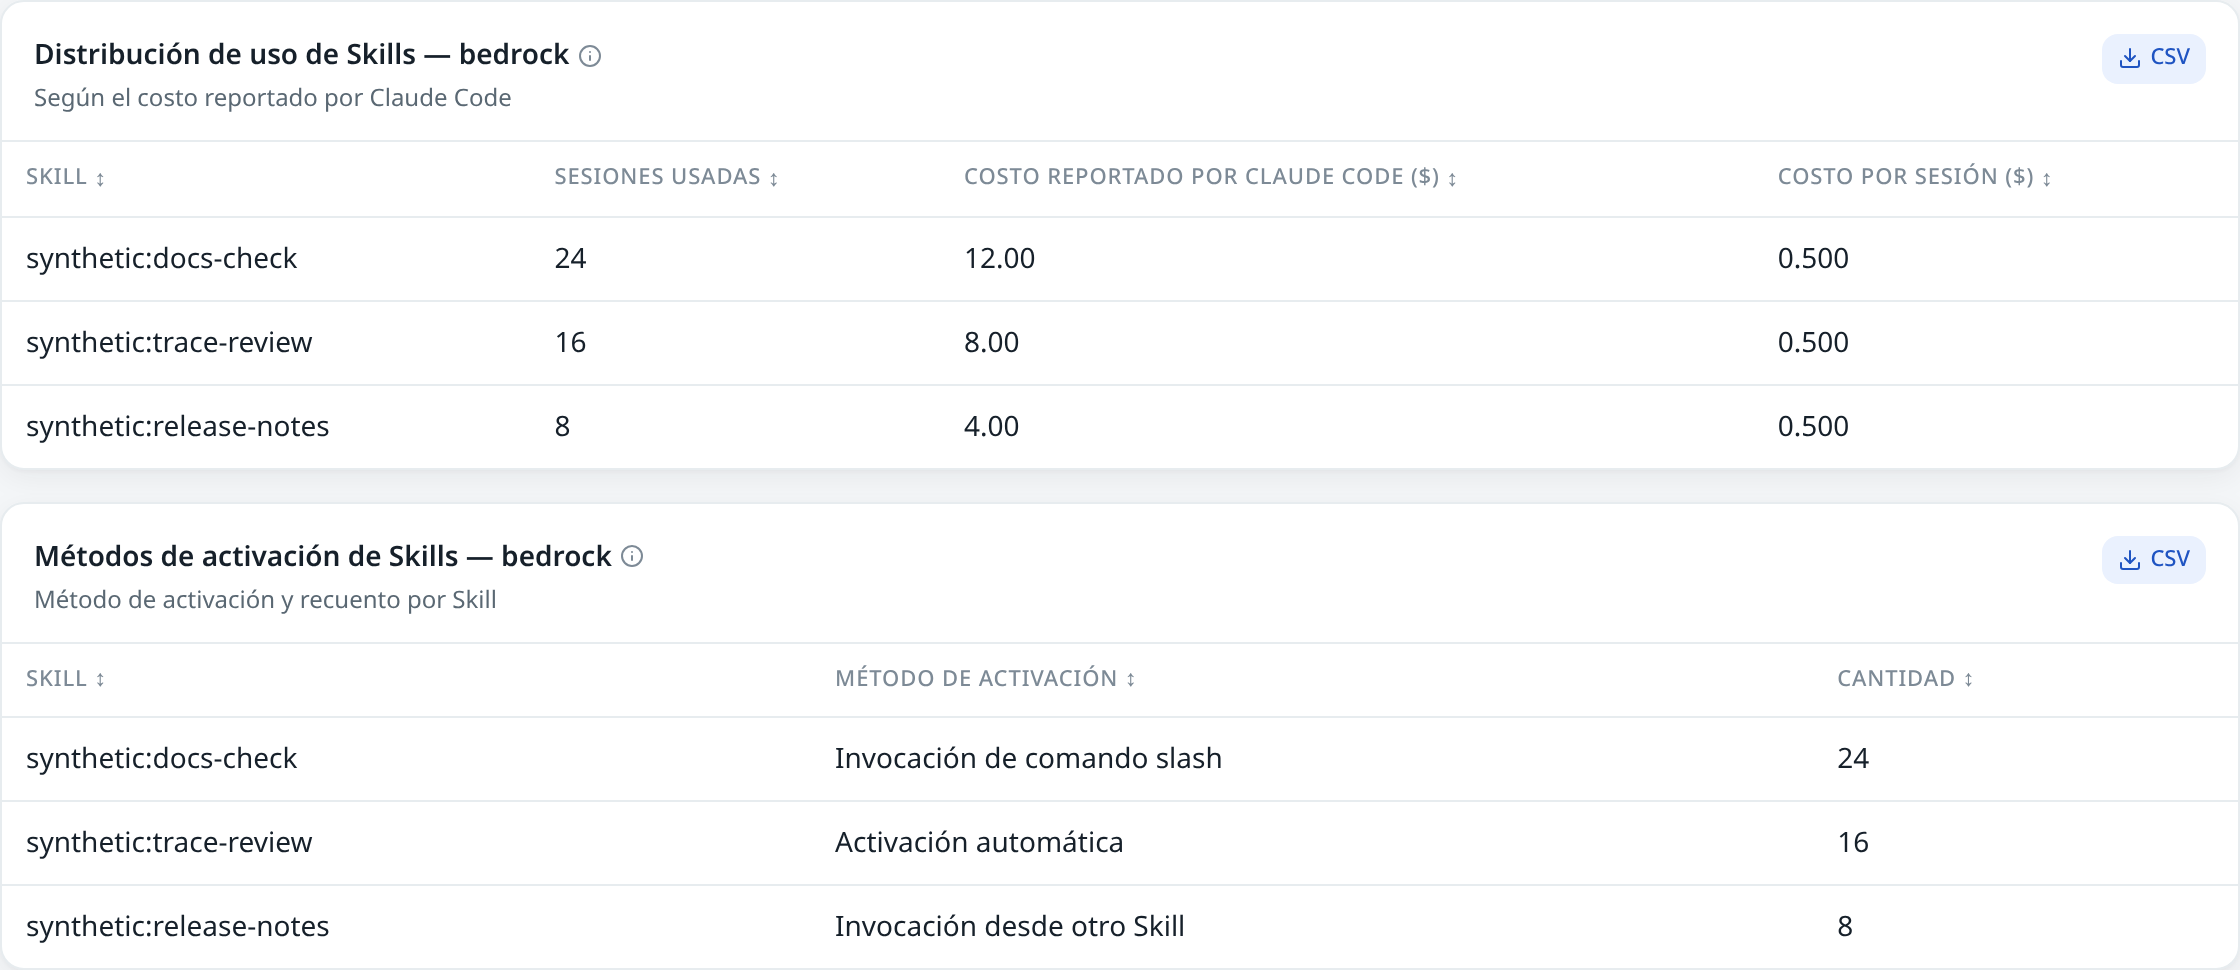 Distribución de uso de Skills — bedrock
CSV
Según el costo reportado por Claude Code
SKILL ↕ SESIONES USADAS ↕ COSTO REPORTADO POR CLAUDE CODE ($) ↕ COSTO POR SESIÓN ($) ↕
synthetic:docs-check 24 12.00 0.500
synthetic:trace-review 16 8.00 0.500
synthetic:release-notes 8 4.00 0.500
Métodos de activación de Skills — bedrock
CSV
Método de activación y recuento por Skill
SKILL ↕ MÉTODO DE ACTIVACIÓN ↕ CANTIDAD ↕
synthetic:docs-check Invocación de comando slash 24
synthetic:trace-review Activación automática 16
synthetic:release-notes Invocación desde otro Skill 8